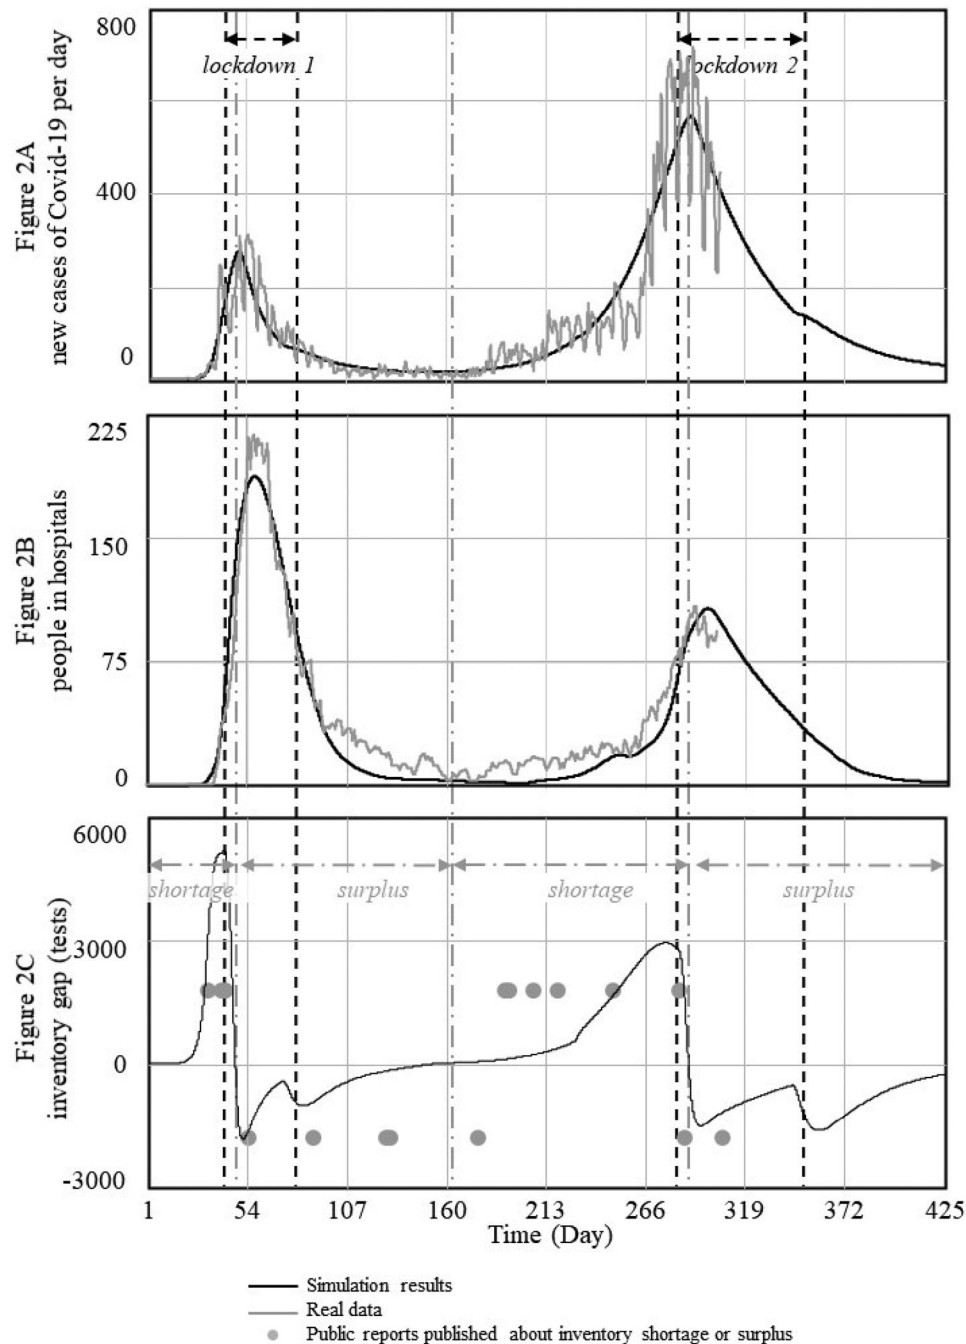 800
lockdown 1
ockdown 2
Figure 2A
new cases of Covid-19 per day
400
0
225
Figure 2B
people in hospitals
150
75
0
6000
shortage
surplus
shortage
surplus
Figure 2C
inventory gap (tests)
3000
0
-3000
1 54 107 160 213 266 319 372 425
Time (Day)
Simulation results
Real data
Public reports published about inventory shortage or surplus